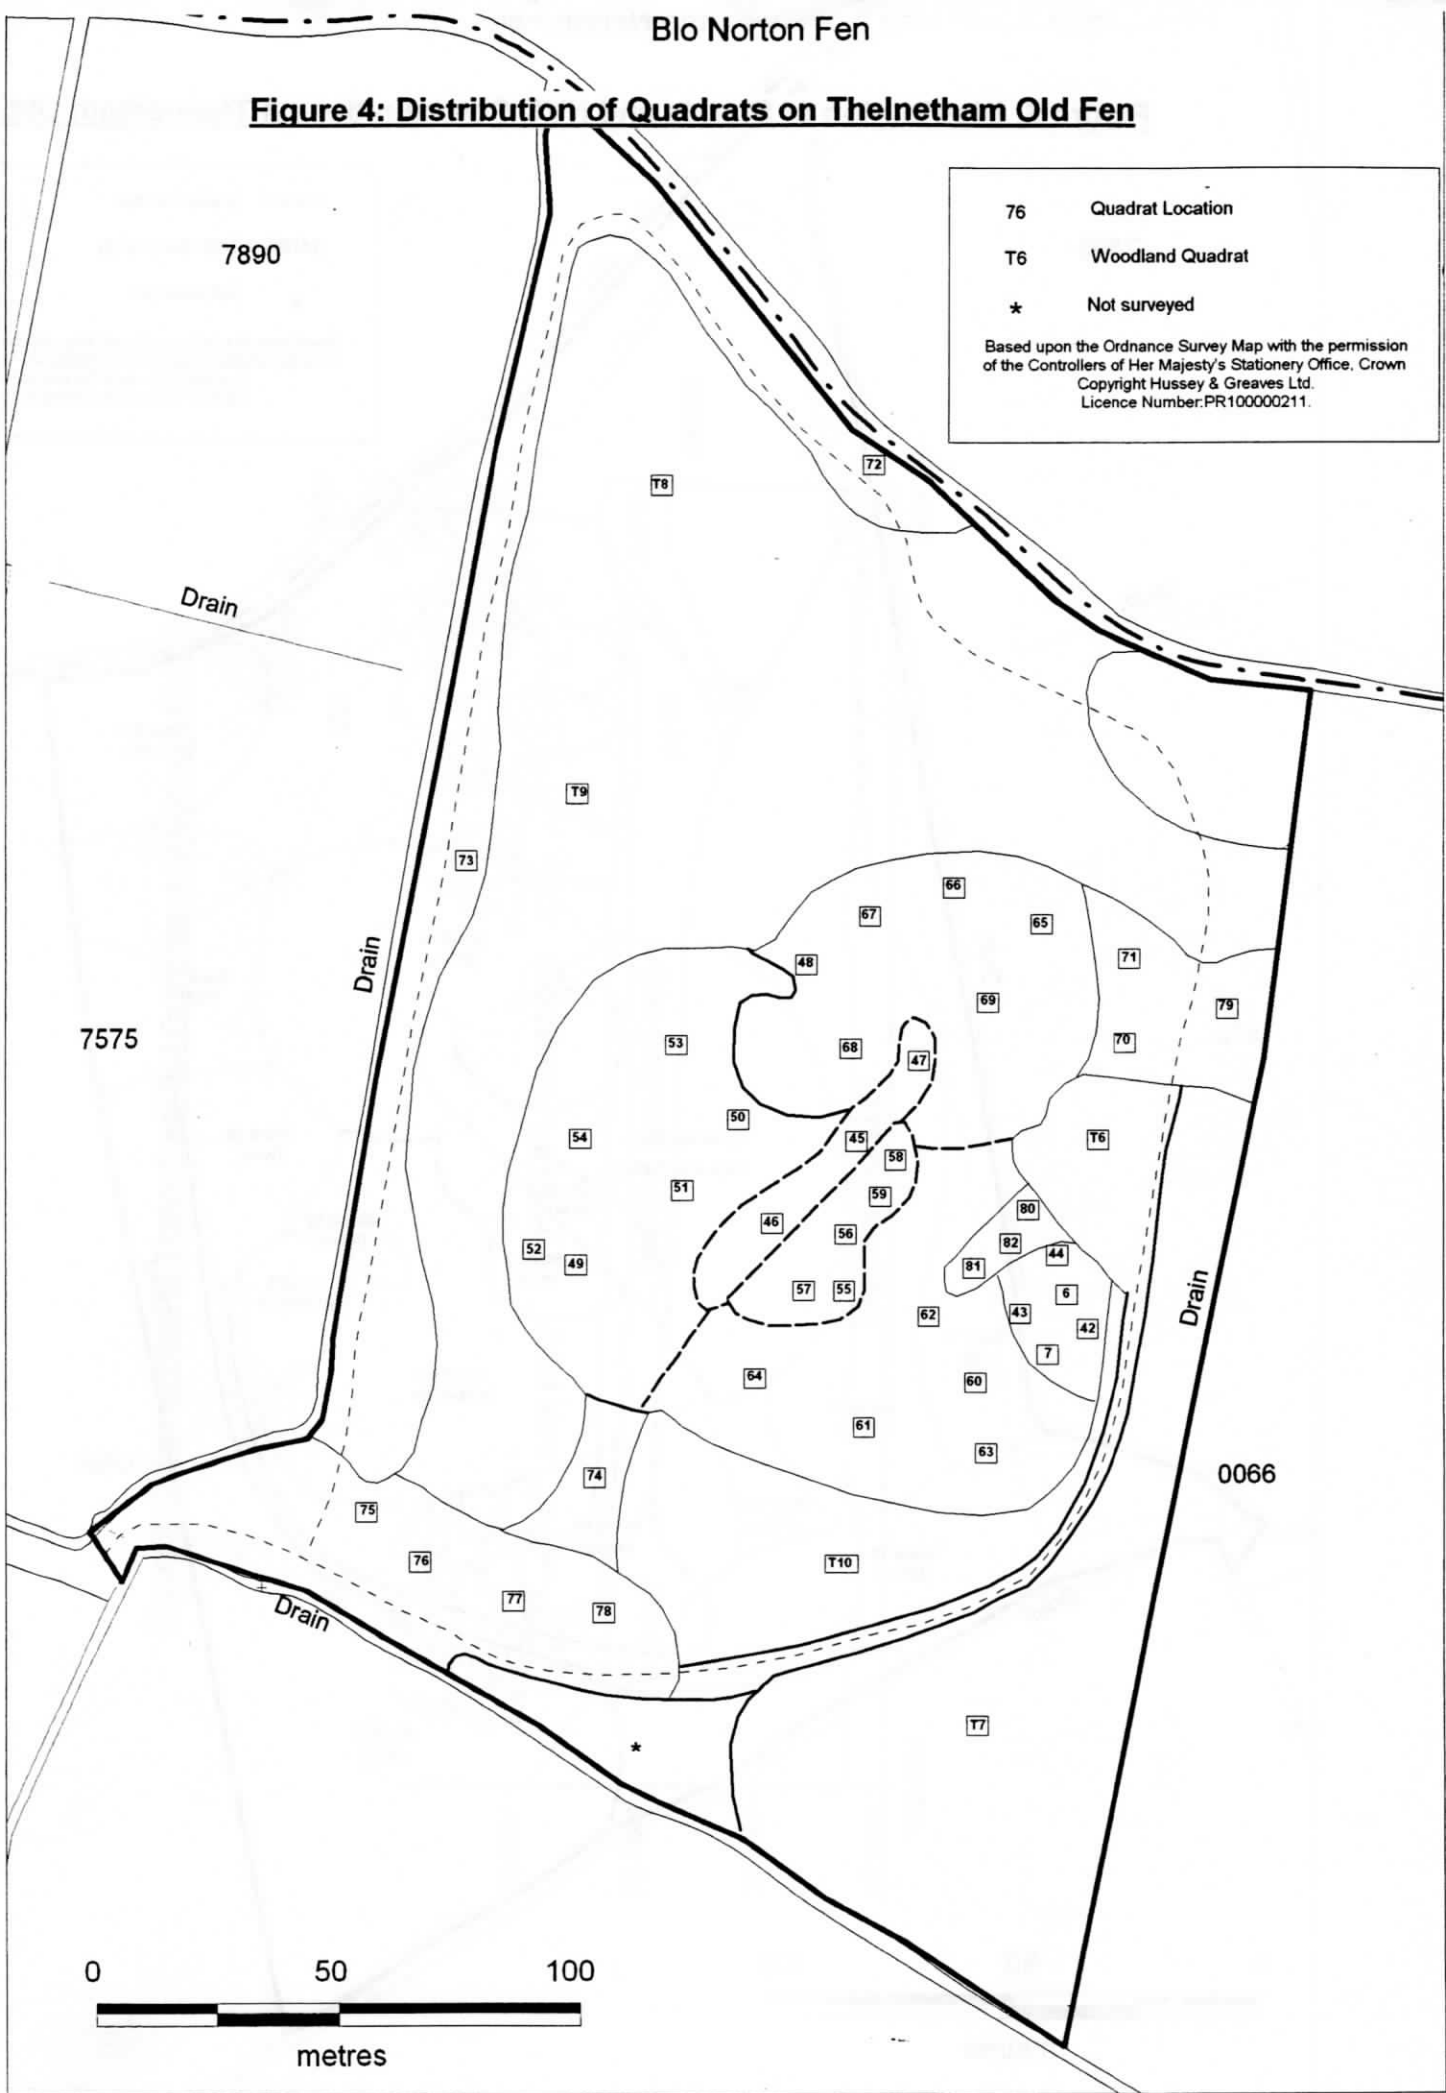 Blo Norton Fen
Figure 4: Distribution of Quadrats on Thelnetham Old Fen
76 Quadrat Location
T6 Woodland Quadrat
* Not surveyed
Based upon the Ordnance Survey Map with the permission
of the Controllers of Her Majesty's Stationery Office, Crown
Copyright Hussey & Greaves Ltd.
Licence Number:PR100000211.
7890
72
T8
Drain
T9
73
66
67
65
Drain
48
71
69
79
7575
53
68
70
47
50
54
45
T6
58
51
59
80
46
56
52
82
44
49
81
Drain
57
55
6
62
43
42
7
64
60
61
63
74
0066
75
76
T10
77
78
Drain
T7
*
0 50 100
metres